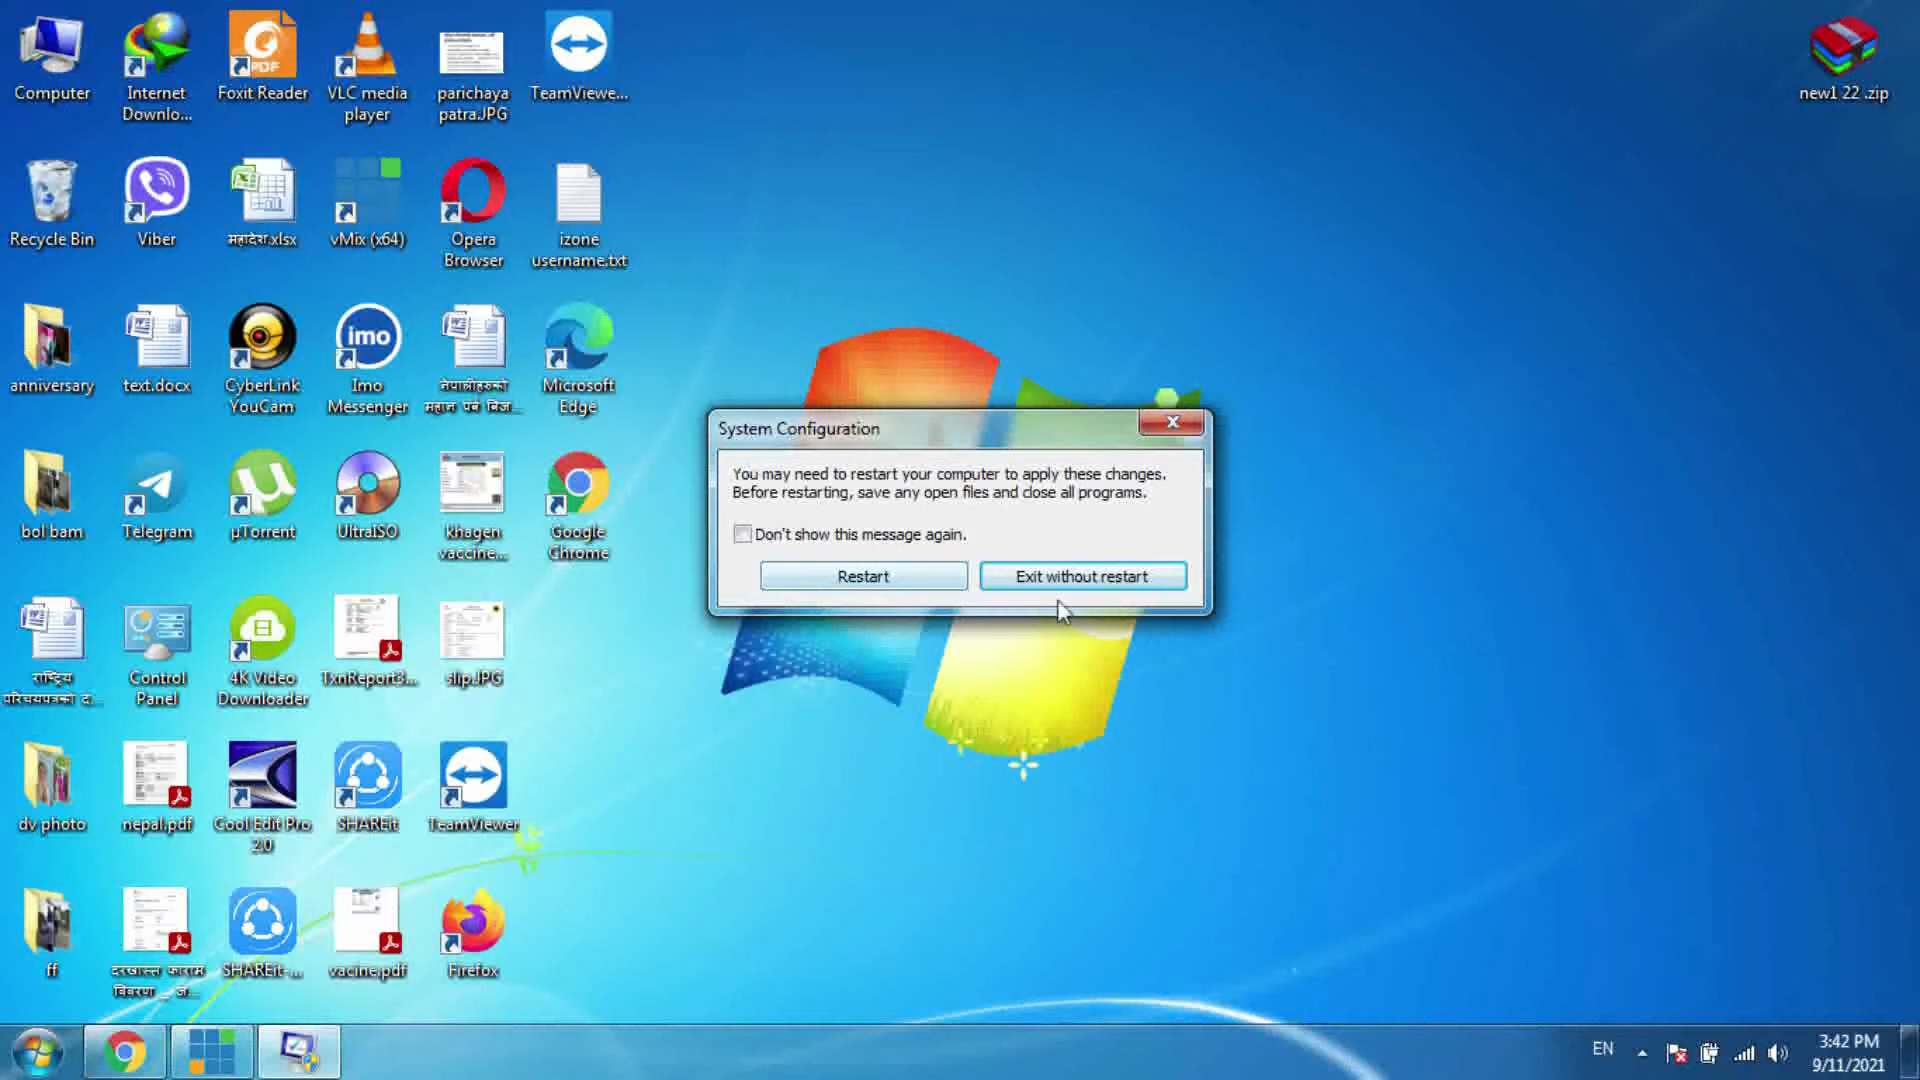 Computer
Internet
Downlo...
Foxit Reader
VLC media
player
parichaya
patra.JPG
TeamViewe...
new1 22 .zip
Recycle Bin
Viber
महादेश.xlsx
vMix (x64)
Opera
Browser
izone
username.txt
anniversary
text.docx
CyberLink
YouCam
imo
Imo
Messenger
नेपालीहरुको
महान पर्ब बिज...
Microsoft
Edge
System Configuration
You may need to restart your computer to apply these changes.
Before restarting, save any open files and close all programs.
Don't show this message again.
Restart
Exit without restart
bol bam
Telegram
µTorrent
UltraISO
khagen
vaccine...
Google
Chrome
राष्ट्रिय
परिचयपत्रको द...
Control
Panel
4K Video
Downloader
TxnReport3...
slip.JPG
dv photo
nepal.pdf
Cool Edit Pro
2.0
SHAREit
TeamViewer
ff
दरखास्त फाराम
बिबरण _ ज...
SHAREit-...
vacine.pdf
Firefox
EN
3:42 PM
9/11/2021